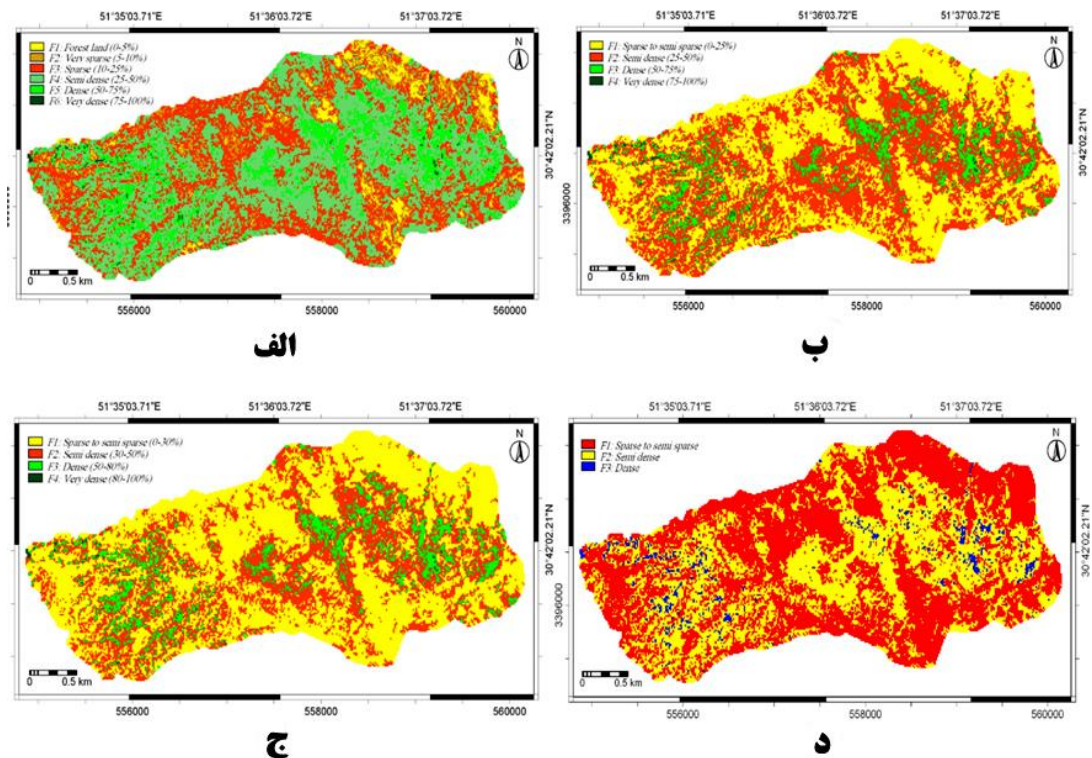 51°35'03.71"E 51°36'03.72"E 51°37'03.72"E
N
F1: Forest land (0-5%)
F2: Very sparse (5-10%)
F3: Sparse (10-25%)
F4: Semi dense (25-50%)
F5: Dense (50-75%)
F6: Very dense (75-100%)
30°42'02.21"N
0 0.5 km
556000 558000 560000
الف
51°35'03.71"E 51°36'03.72"E 51°37'03.72"E
N
F1: Sparse to semi sparse (0-25%)
F2: Semi dense (25-50%)
F3: Dense (50-75%)
F4: Very dense (75-100%)
30°42'02.21"N
3396000
0 0.5 km
556000 558000 560000
ب
51°35'03.71"E 51°36'03.72"E 51°37'03.72"E
N
F1: Sparse to semi sparse (0-30%)
F2: Semi dense (30-50%)
F3: Dense (50-80%)
F4: Very dense (80-100%)
30°42'02.21"N
0 0.5 km
556000 558000 560000
ج
51°35'03.71"E 51°36'03.72"E 51°37'03.72"E
N
F1: Sparse to semi sparse
F2: Semi dense
F3: Dense
30°42'02.21"N
3396000
0 0.5 km
556000 558000 560000
د